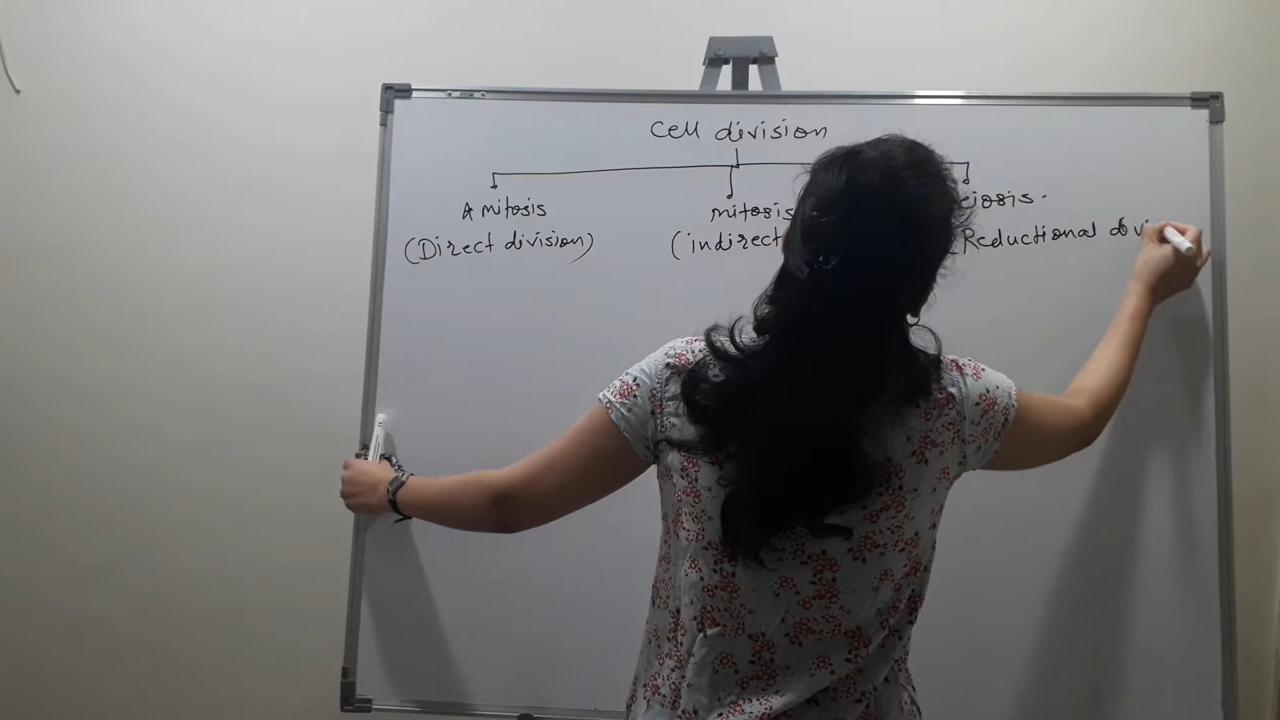 Cell division
Amitosis mitosis
(Direct division) (indirect Reductional